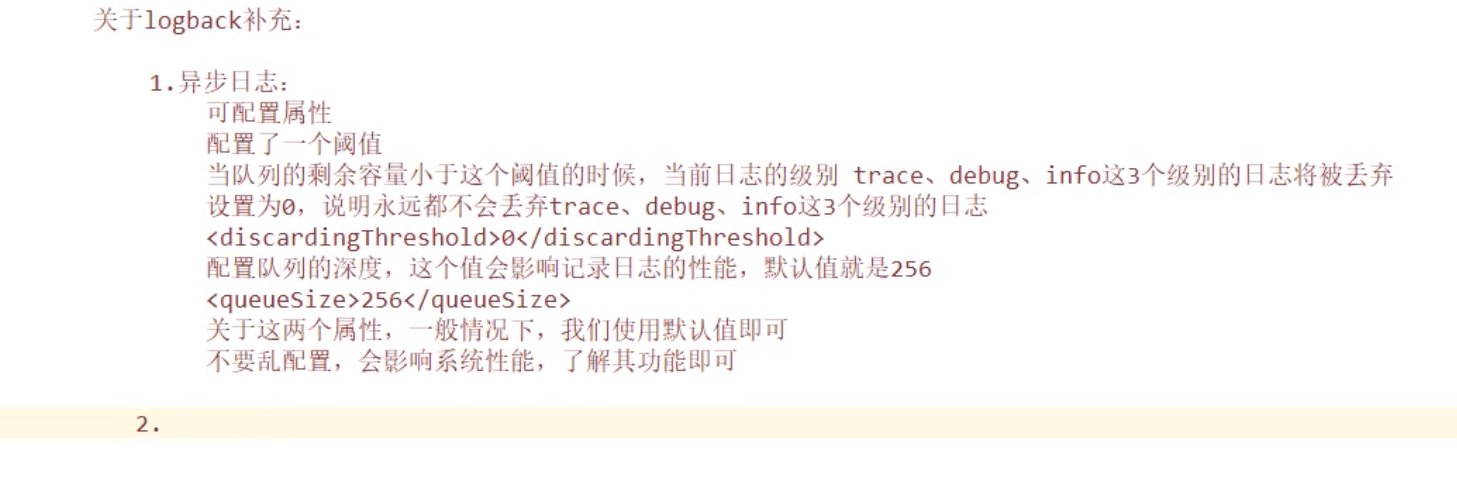 关于logback补充:
1.异步日志:
可配置属性
配置了一个阈值
当队列的剩余容量小于这个阈值的时候，当前日志的级别 trace、debug、info这3个级别的日志将被丢弃
设置为0，说明永远都不会丢弃trace、debug、info这3个级别的日志
<discardingThreshold>0</discardingThreshold>
配置队列的深度，这个值会影响记录日志的性能，默认值就是256
<queueSize>256</queueSize>
关于这两个属性，一般情况下，我们使用默认值即可
不要乱配置，会影响系统性能，了解其功能即可
2.